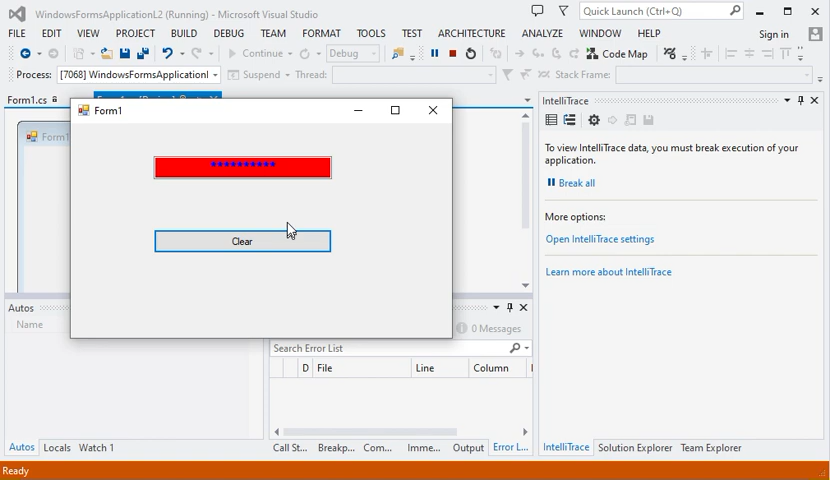 WindowsFormsApplicationL2 (Running) - Microsoft Visual Studio
Quick Launch (Ctrl+Q)
FILE EDIT VIEW PROJECT BUILD DEBUG TEAM FORMAT TOOLS TEST ARCHITECTURE ANALYZE WINDOW HELP Sign in
Continue Debug Code Map
Process: [7068] WindowsFormsApplicationl Suspend Thread: Stack Frame:
Form1.cs
Form1
Form1
**********
Clear
IntelliTrace
To view IntelliTrace data, you must break execution of your
application.
Break all
More options:
Open IntelliTrace settings
Learn more about IntelliTrace
Autos
Name
0 Messages
Search Error List
D File Line Column
Autos Locals Watch 1
Call St... Breakp... Com... Imme... Output Error L...
IntelliTrace Solution Explorer Team Explorer
Ready